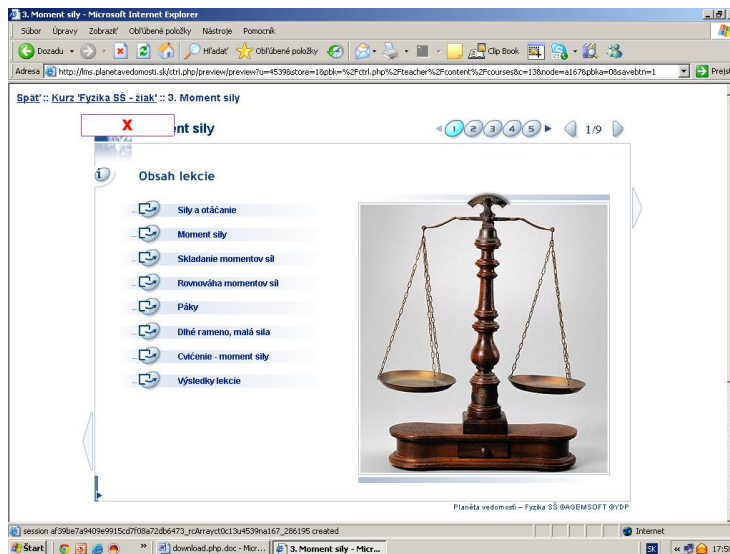 3. Moment sily - Microsoft Internet Explorer
Súbor Úpravy Zobraziť Obľúbené položky Nástroje Pomocník
Dozadu Hľadať Obľúbené položky Clip Book
Adresa http://lms.planetavedomosti.sk/ctrl.php/preview/preview?u=4539&store=1&pbk=%2Fctrl.php%2Fteacher%2Fcontent%2Fcourses&c=13&node=a167&pbka=0&savebtn=1 Prejsť
Späť :: Kurz 'Fyzika SŠ - žiak' :: 3. Moment sily
X
ent sily 1 2 3 4 5 1/9
i Obsah lekcie
Sily a otáčanie
Moment sily
Skladanie momentov síl
Rovnováha momentov síl
Páky
Dlhé rameno, malá sila
Cvičenie - moment sily
Výsledky lekcie
Planéta vedomostí – Fyzika SŠ @AGEMSOFT @YDP
session af39be7a9409e9915cd7f08a72db6473_rcArrayct0c13u4539na167_286195 created Internet
Štart » download.php.doc - Micr... 3. Moment sily - Micr... SK « 17:58